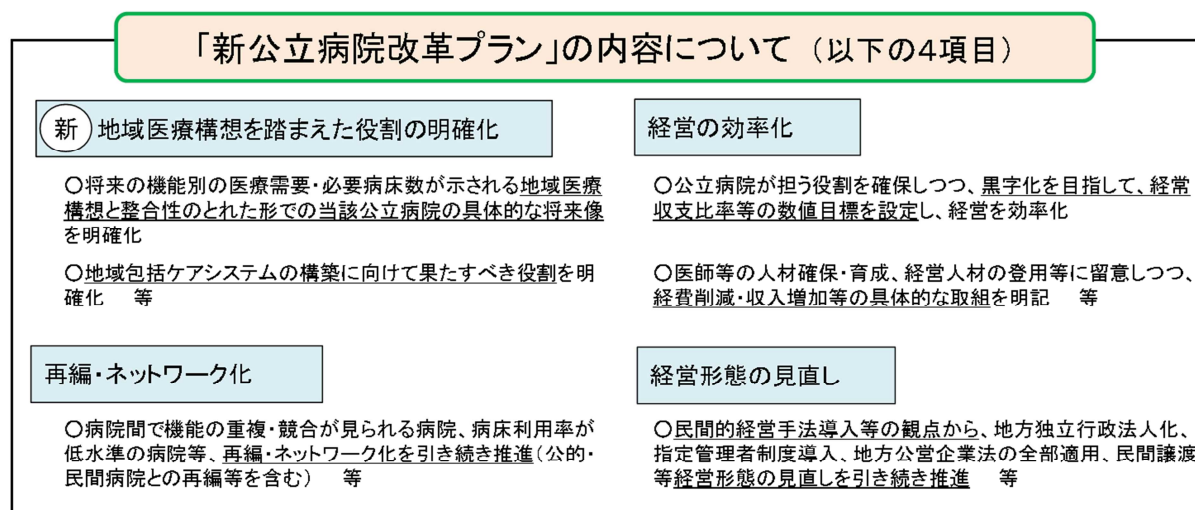 「新公立病院改革プラン」の内容について（以下の４項目）
新 地域医療構想を踏まえた役割の明確化
○将来の機能別の医療需要・必要病床数が示される地域医療
構想と整合性のとれた形での当該公立病院の具体的な将来像
を明確化
○地域包括ケアシステムの構築に向けて果たすべき役割を明
確化　等
経営の効率化
○公立病院が担う役割を確保しつつ、黒字化を目指して、経常
収支比率等の数値目標を設定し、経営を効率化
○医師等の人材確保・育成、経営人材の登用等に留意しつつ、
経費削減・収入増加等の具体的な取組を明記　等
再編・ネットワーク化
○病院間で機能の重複・競合が見られる病院、病床利用率が
低水準の病院等、再編・ネットワーク化を引き続き推進（公的・
民間病院との再編等を含む）　等
経営形態の見直し
○民間的経営手法導入等の観点から、地方独立行政法人化、
指定管理者制度導入、地方公営企業法の全部適用、民間譲渡
等経営形態の見直しを引き続き推進　等